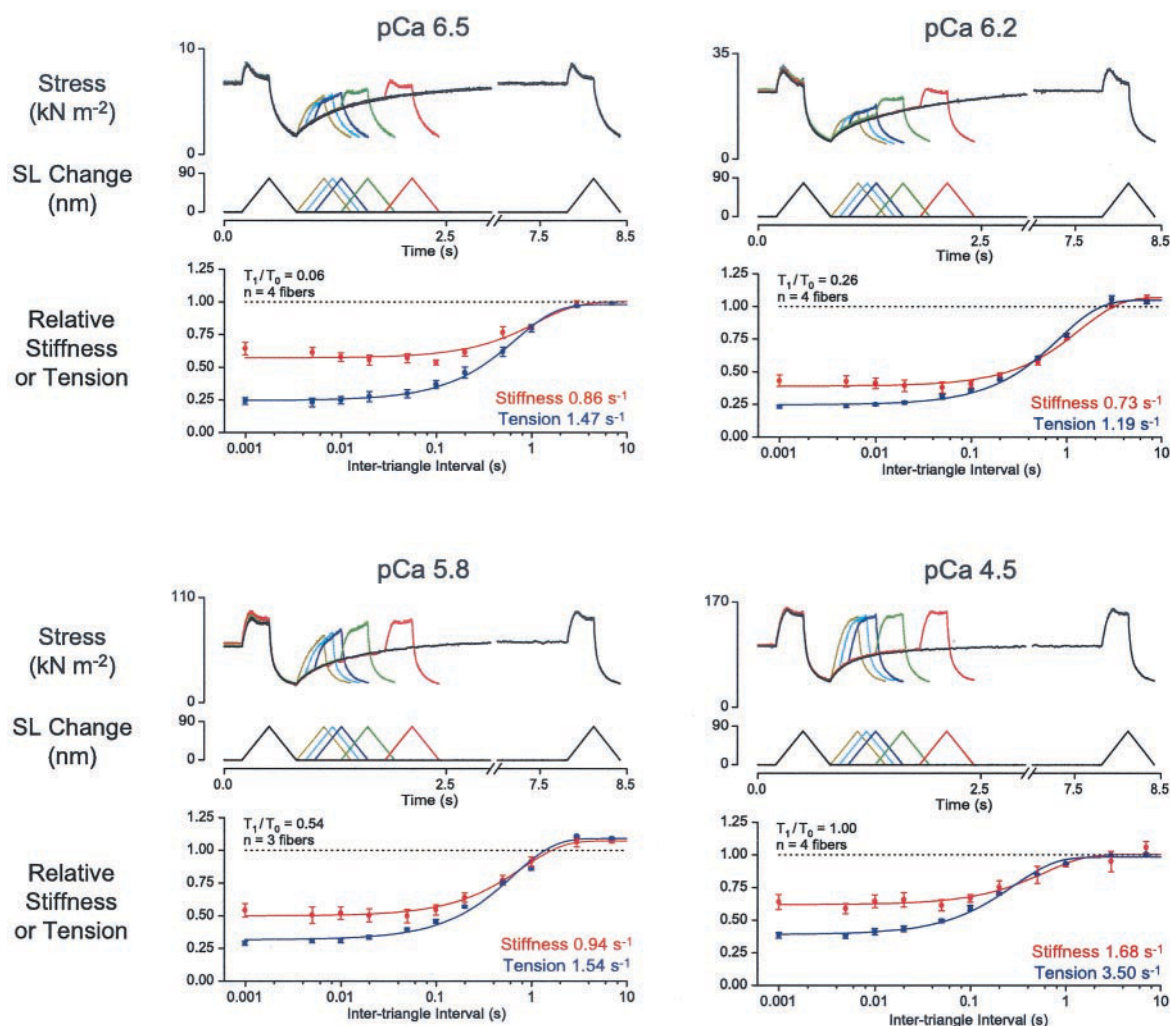 pCa 6.5
Stress
(kN m-2)
10
0
SL Change
(nm)
90
0
0.0
2.5
7.5
8.5
Time (s)
Relative
Stiffness
or Tension
1.25
1.00
0.75
0.50
0.25
0.00
T1/T0 = 0.06
n = 4 fibers
Stiffness 0.86 s-1
Tension 1.47 s-1
0.001
0.01
0.1
1
10
Inter-triangle Interval (s)
pCa 6.2
35
0
90
0
0.0
2.5
7.5
8.5
Time (s)
1.25
1.00
0.75
0.50
0.25
0.00
T1/T0 = 0.26
n = 4 fibers
Stiffness 0.73 s-1
Tension 1.19 s-1
0.001
0.01
0.1
1
10
Inter-triangle Interval (s)
pCa 5.8
Stress
(kN m-2)
110
0
SL Change
(nm)
90
0
0.0
2.5
7.5
8.5
Time (s)
Relative
Stiffness
or Tension
1.25
1.00
0.75
0.50
0.25
0.00
T1/T0 = 0.54
n = 3 fibers
Stiffness 0.94 s-1
Tension 1.54 s-1
0.001
0.01
0.1
1
10
Inter-triangle Interval (s)
pCa 4.5
170
0
90
0
0.0
2.5
7.5
8.5
Time (s)
1.25
1.00
0.75
0.50
0.25
0.00
T1/T0 = 1.00
n = 4 fibers
Stiffness 1.68 s-1
Tension 3.50 s-1
0.001
0.01
0.1
1
10
Inter-triangle Interval (s)